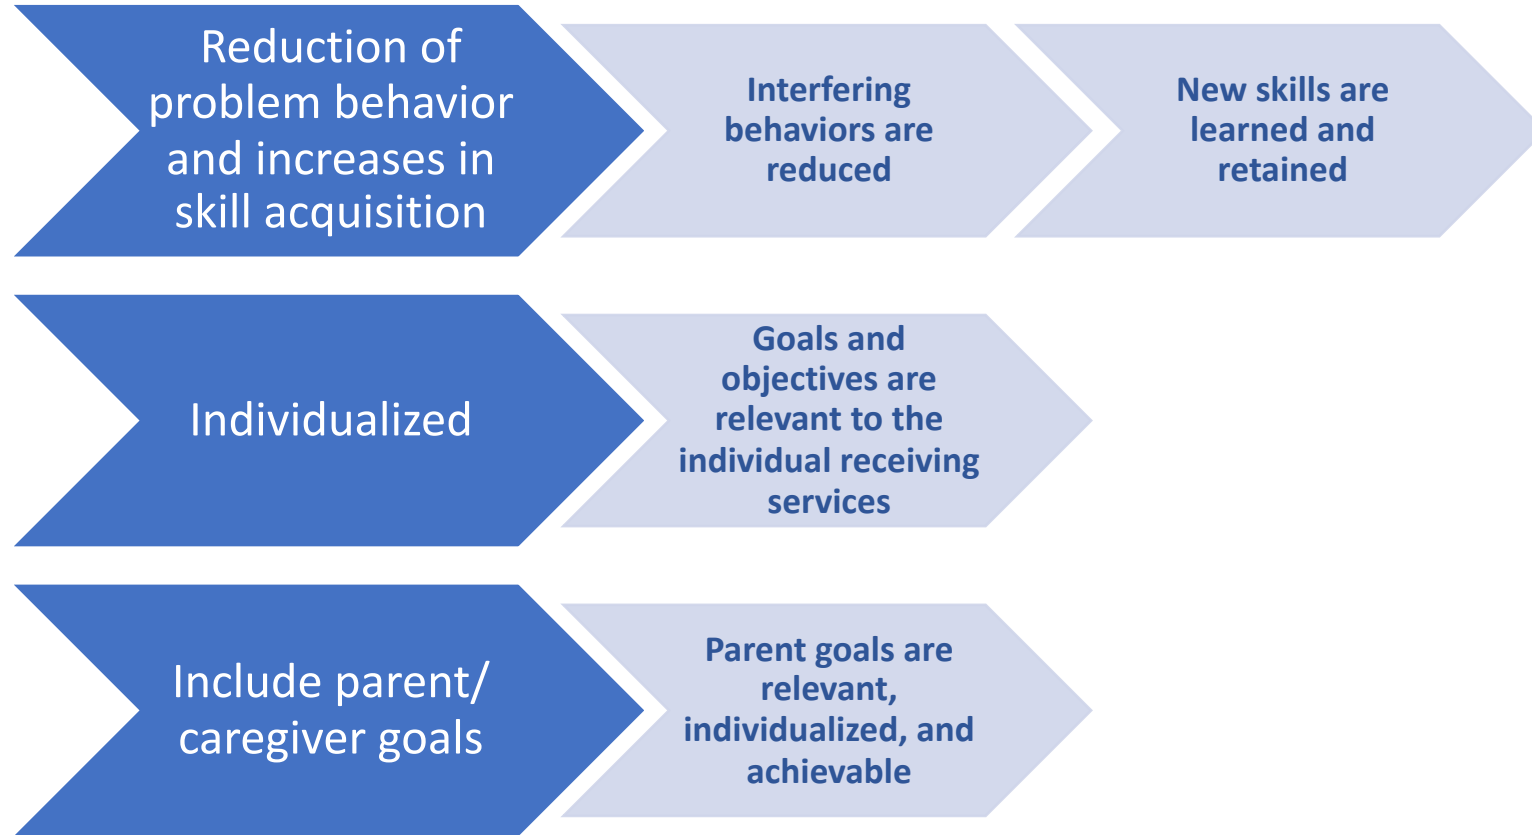 Reduction of
problem behavior
and increases in
skill acquisition
Interfering
behaviors are
reduced
New skills are
learned and
retained
Individualized
Goals and
objectives are
relevant to the
individual receiving
services
Include parent/
caregiver goals
Parent goals are
relevant,
individualized, and
achievable